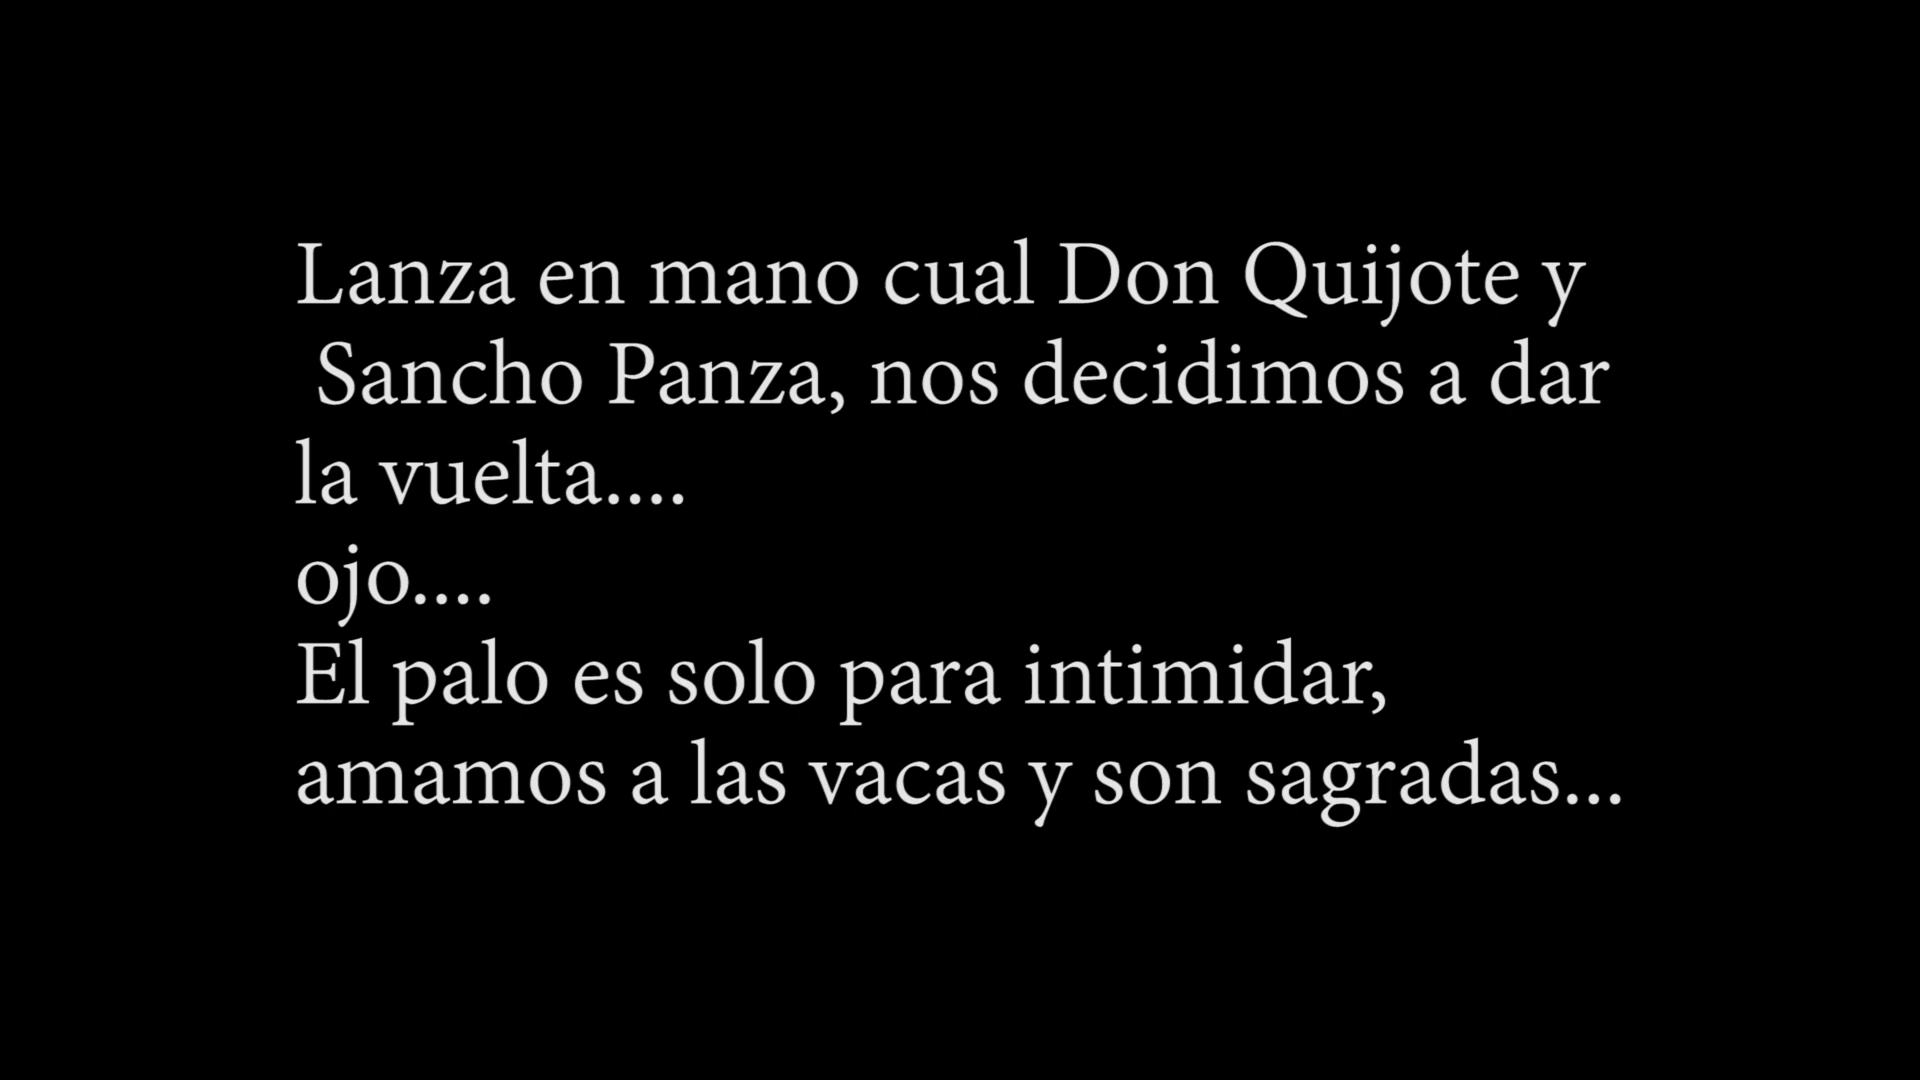 Lanza en mano cual Don Quijote y
Sancho Panza, nos decidimos a dar
la vuelta....
ojo....
El palo es solo para intimidar,
amamos a las vacas y son sagradas...